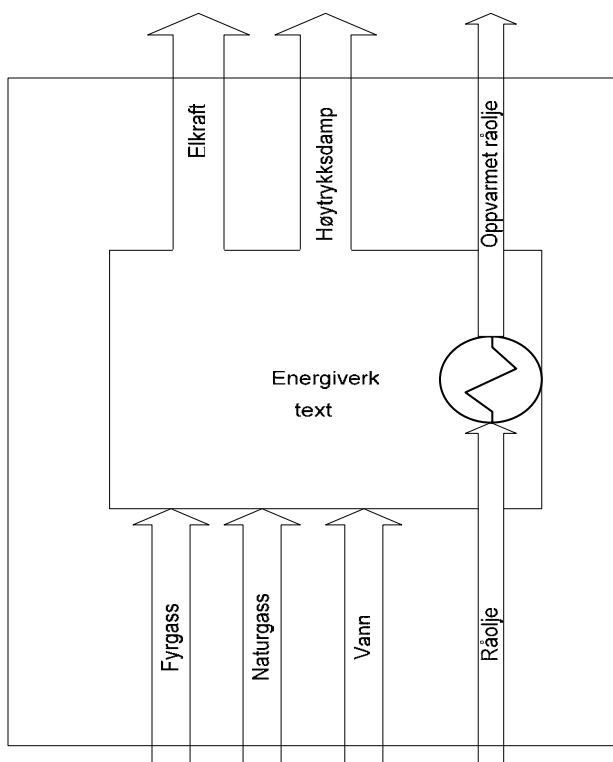 Elkraft
Høytrykksdamp
Oppvarmet råolje
Energiverk
text
Fyrgass
Naturgass
Vann
Råolje